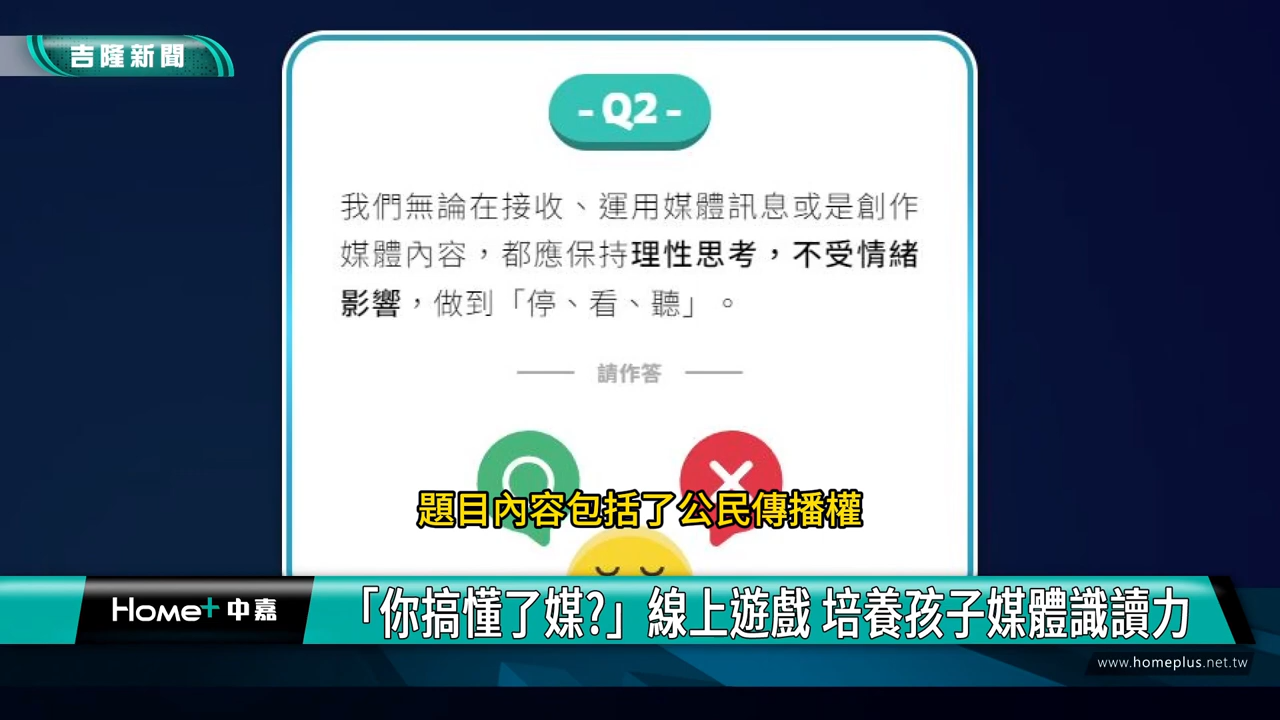 吉隆新聞
- Q2 -
我們無論在接收、運用媒體訊息或是創作
媒體內容，都應保持理性思考，不受情緒
影響，做到「停、看、聽」。
請作答
題目內容包括了公民傳播權
Home+ 中嘉
「你搞懂了媒?」線上遊戲 培養孩子媒體識讀力
www.homeplus.net.tw